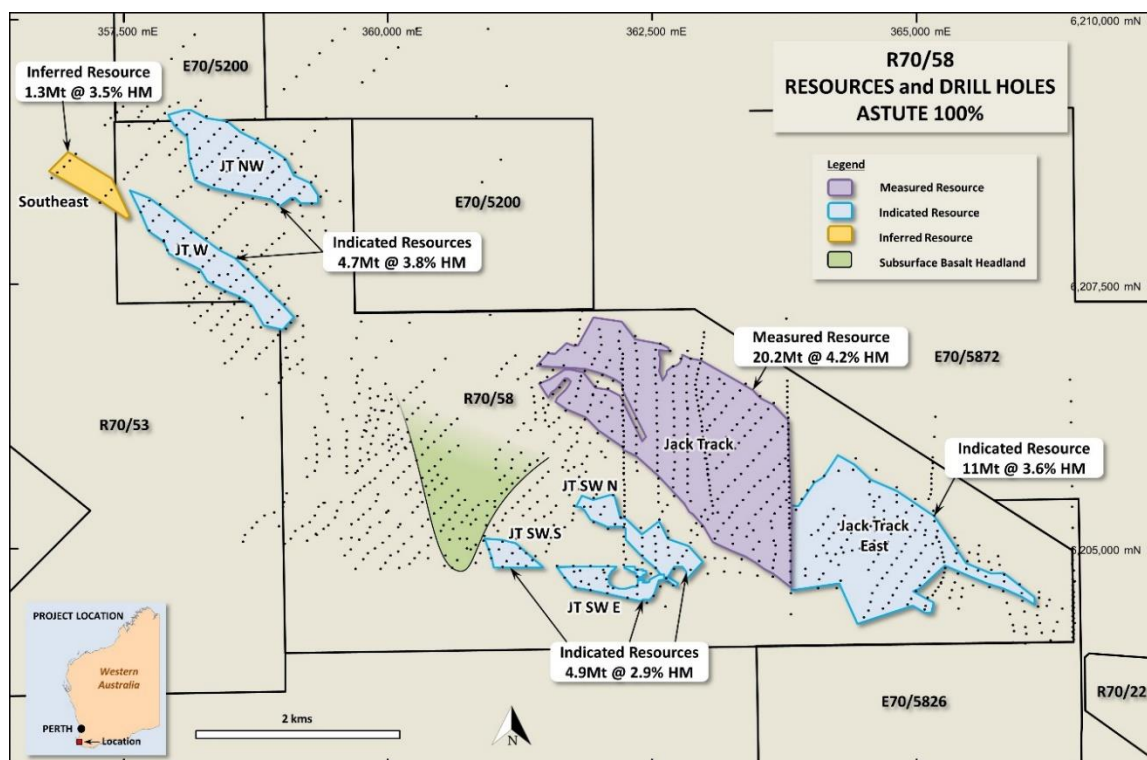 357,500 mE
360,000 mE
362,500 mE
365,000 mE
6,210,000 mN
E70/5200
R70/58
RESOURCES and DRILL HOLES
ASTUTE 100%
Inferred Resource
1.3Mt @ 3.5% HM
JT NW
Southeast
E70/5200
Legend
Measured Resource
Indicated Resource
Inferred Resource
Subsurface Basalt Headland
JT W
Indicated Resources
4.7Mt @ 3.8% HM
6,207,500 mN
Measured Resource
20.2Mt @ 4.2% HM
E70/5872
R70/58
R70/53
Jack Track
Indicated Resource
11Mt @ 3.6% HM
JT SW N
JT SW S
Jack Track
East
6,205,000 mN
JT SW E
PROJECT LOCATION
Western
Australia
PERTH
Location
Indicated Resources
4.9Mt @ 2.9% HM
E70/5826
R70/22
2 kms
N